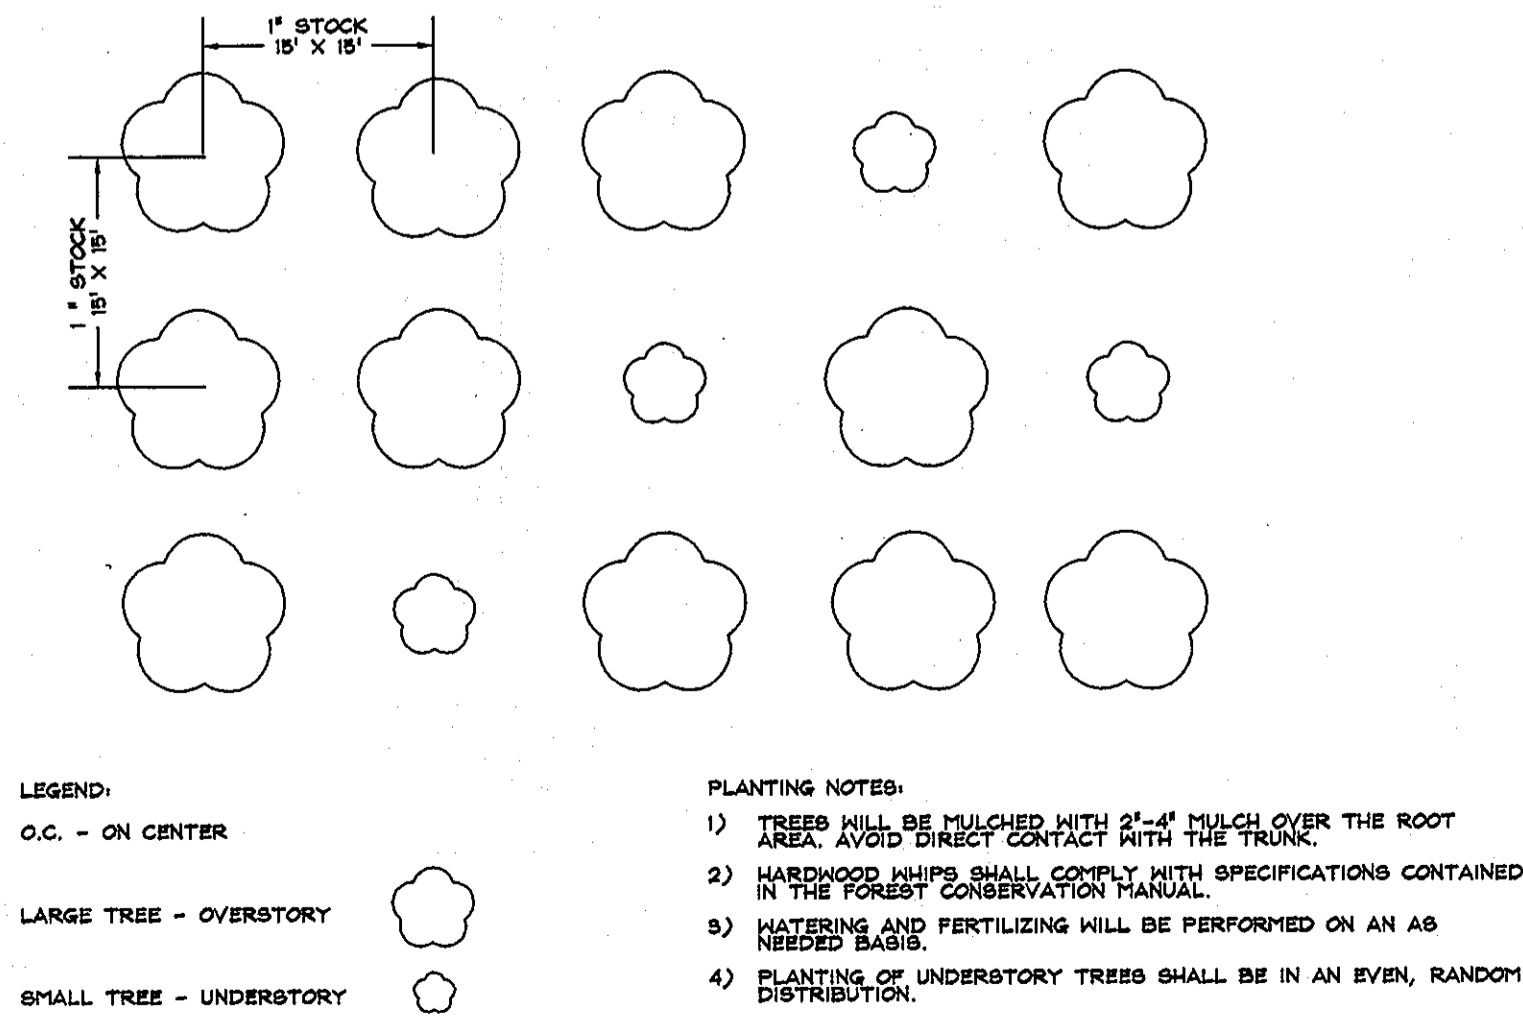 1" STOCK
15' X 15'
1" STOCK
15' X 15'
LEGEND:
O.C. - ON CENTER
LARGE TREE - OVERSTORY
SMALL TREE - UNDERSTORY
PLANTING NOTES:
1) TREES WILL BE MULCHED WITH 2"-4" MULCH OVER THE ROOT
AREA. AVOID DIRECT CONTACT WITH THE TRUNK.
2) HARDWOOD WHIPS SHALL COMPLY WITH SPECIFICATIONS CONTAINED
IN THE FOREST CONSERVATION MANUAL.
3) WATERING AND FERTILIZING WILL BE PERFORMED ON AN AS
NEEDED BASIS.
4) PLANTING OF UNDERSTORY TREES SHALL BE IN AN EVEN, RANDOM
DISTRIBUTION.